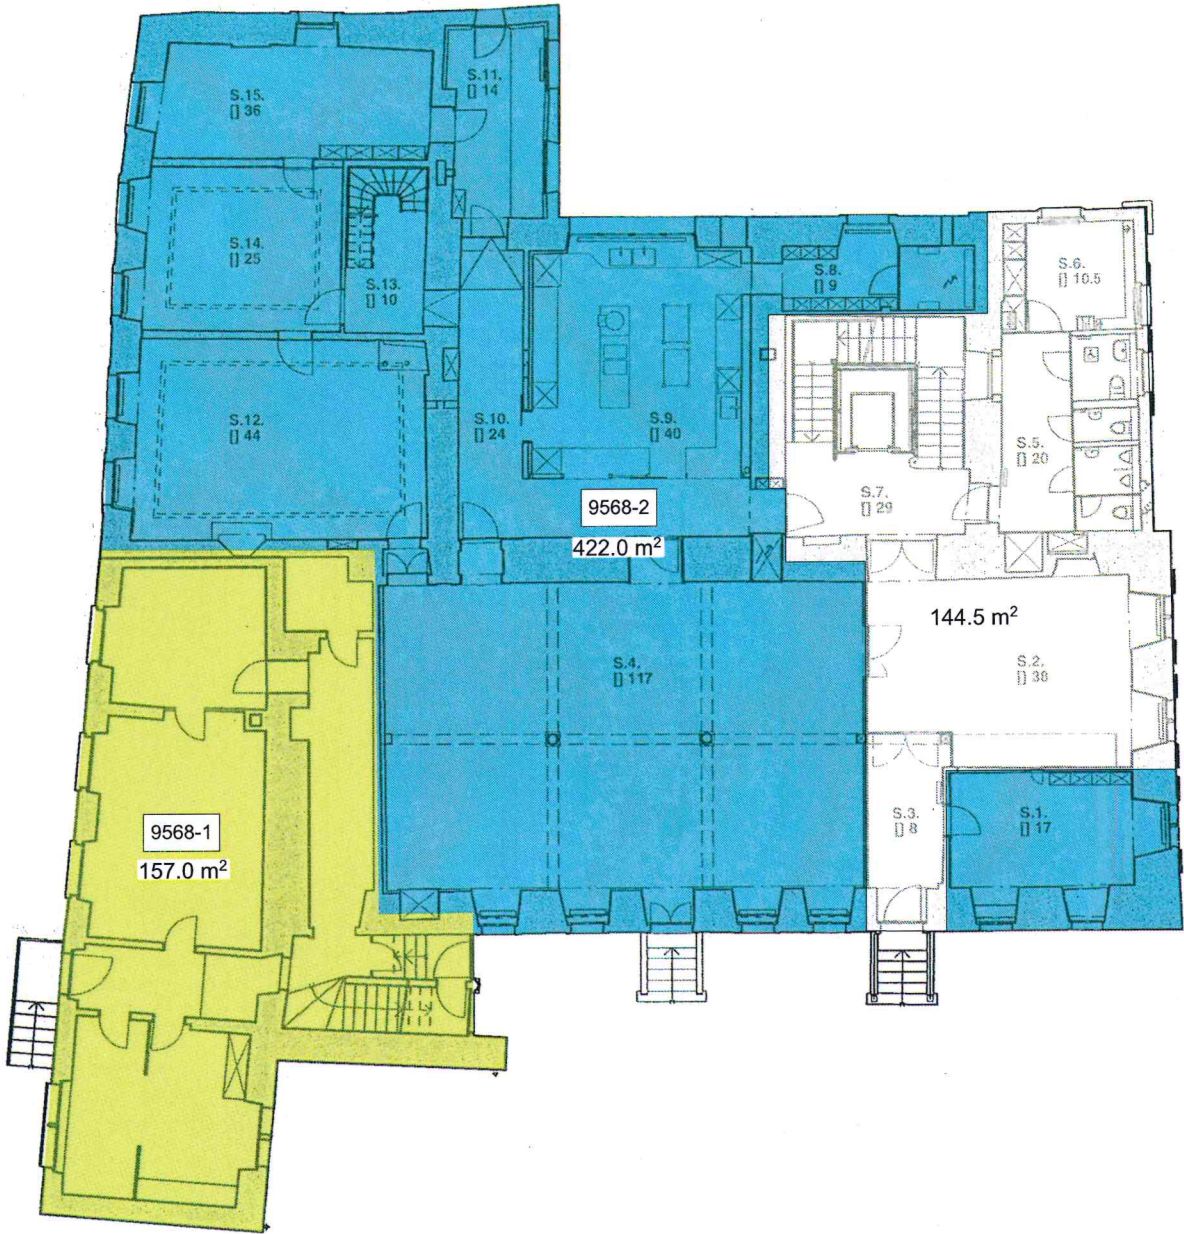 S.15.
▯ 36
S.11.
▯ 14
S.14.
▯ 25
S.13.
▯ 10
S.8.
▯ 9
S.6.
▯ 10.5
S.12.
▯ 44
S.10.
▯ 24
S.9.
▯ 40
S.5.
▯ 20
S.7.
▯ 29
9568-2
422.0 m²
144.5 m²
S.4.
▯ 117
S.2.
▯ 38
9568-1
157.0 m²
S.3.
▯ 8
S.1.
▯ 17